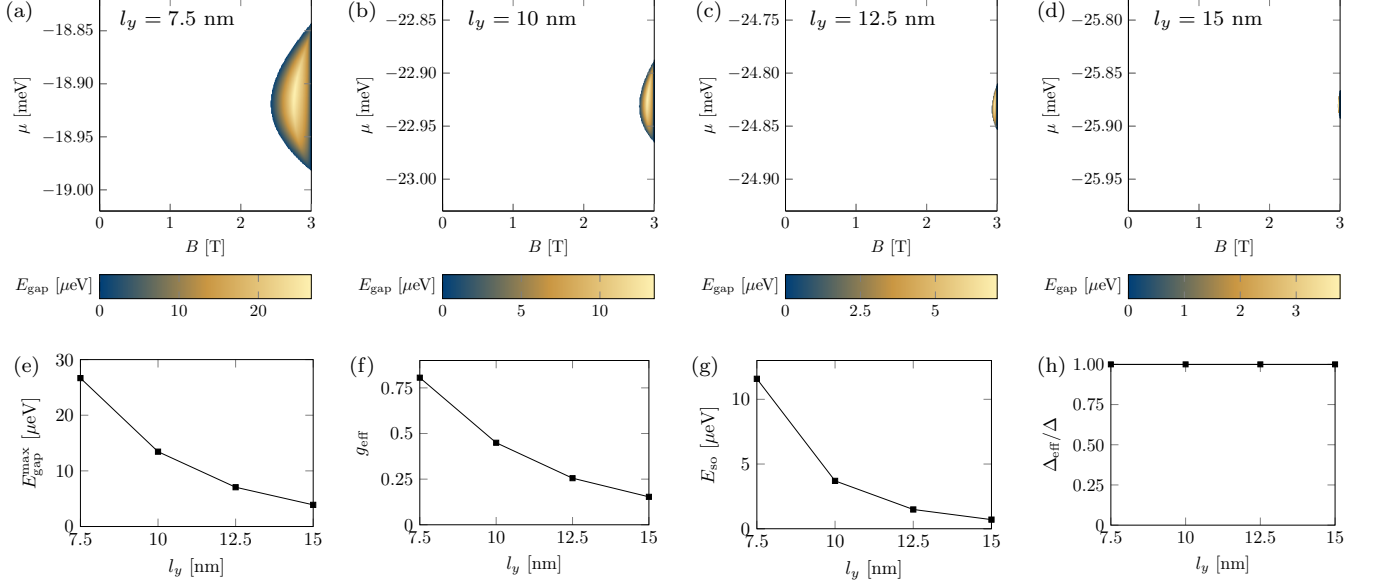 (a)
l_y = 7.5 nm
−18.85
−18.90
−18.95
−19.00
μ [meV]
0 1 2 3
B [T]
E_gap [μeV]
0 10 20
(b)
l_y = 10 nm
−22.85
−22.90
−22.95
−23.00
μ [meV]
0 1 2 3
B [T]
E_gap [μeV]
0 5 10
(c)
l_y = 12.5 nm
−24.75
−24.80
−24.85
−24.90
μ [meV]
0 1 2 3
B [T]
E_gap [μeV]
0 2.5 5
(d)
l_y = 15 nm
−25.80
−25.85
−25.90
−25.95
μ [meV]
0 1 2 3
B [T]
E_gap [μeV]
0 1 2 3
(e)
30
20
10
0
E_gap^max [μeV]
7.5 10 12.5 15
l_y [nm]
(f)
0.75
0.5
0.25
0
g_eff
7.5 10 12.5 15
l_y [nm]
(g)
10
5
0
E_so [μeV]
7.5 10 12.5 15
l_y [nm]
(h)
1.00
0.75
0.50
0.25
0
Δ_eff/Δ
7.5 10 12.5 15
l_y [nm]